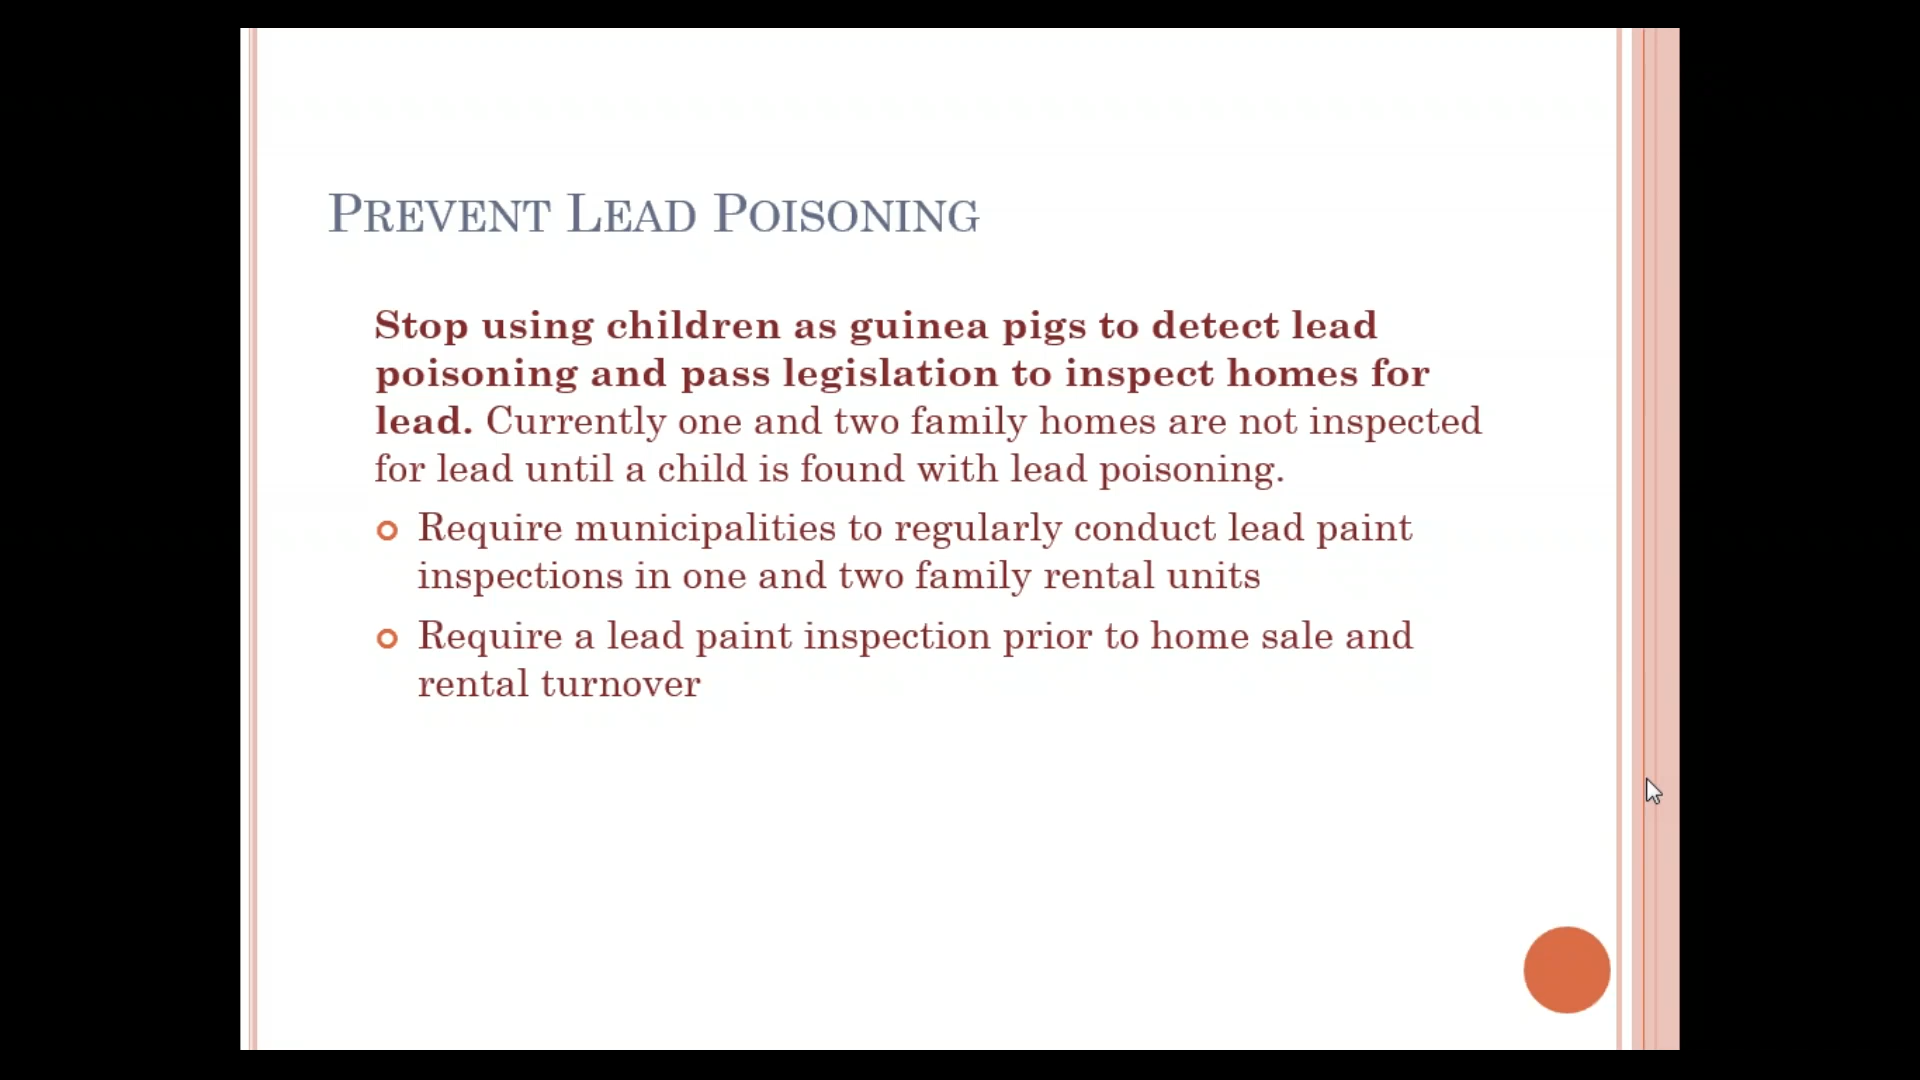 Prevent Lead Poisoning
Stop using children as guinea pigs to detect lead
poisoning and pass legislation to inspect homes for
lead. Currently one and two family homes are not inspected
for lead until a child is found with lead poisoning.
Require municipalities to regularly conduct lead paint
inspections in one and two family rental units
Require a lead paint inspection prior to home sale and
rental turnover